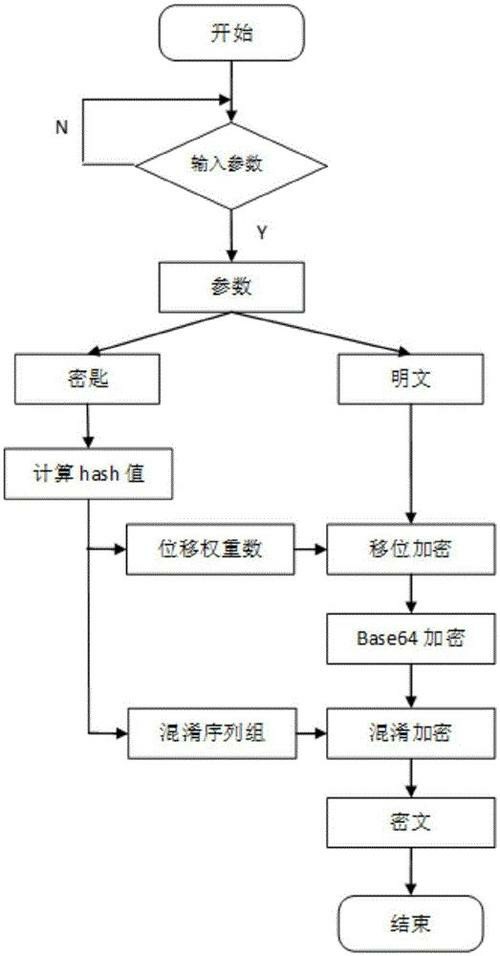 开始
N
输入参数
Y
参数
密匙
明文
计算 hash 值
位移权重数
移位加密
Base64 加密
混淆序列组
混淆加密
密文
结束